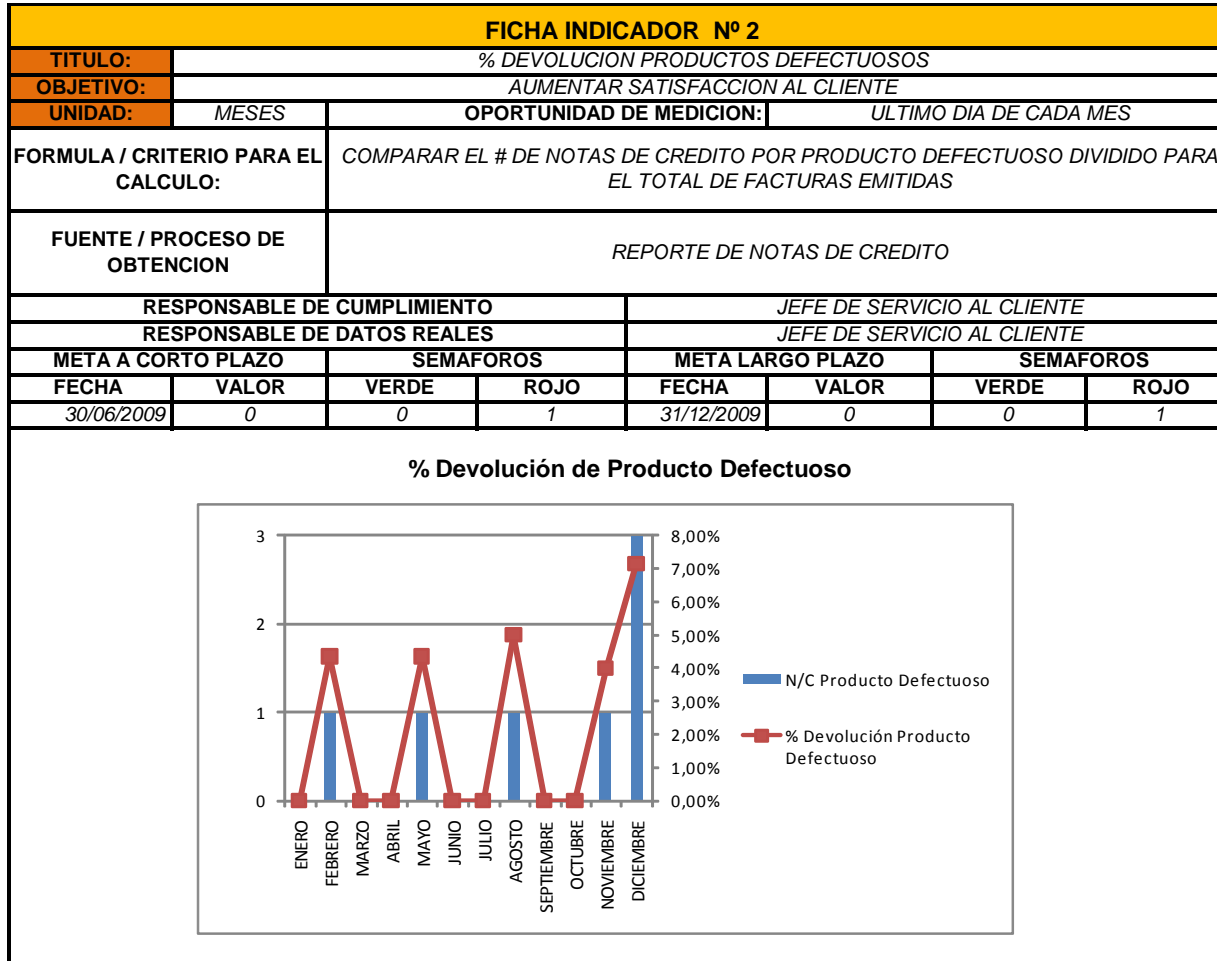 FICHA INDICADOR Nº 2
TITULO: % DEVOLUCION PRODUCTOS DEFECTUOSOS
OBJETIVO: AUMENTAR SATISFACCION AL CLIENTE
UNIDAD: MESES OPORTUNIDAD DE MEDICION: ULTIMO DIA DE CADA MES
FORMULA / CRITERIO PARA EL
CALCULO:
COMPARAR EL # DE NOTAS DE CREDITO POR PRODUCTO DEFECTUOSO DIVIDIDO PARA
EL TOTAL DE FACTURAS EMITIDAS
FUENTE / PROCESO DE
OBTENCION
REPORTE DE NOTAS DE CREDITO
RESPONSABLE DE CUMPLIMIENTO JEFE DE SERVICIO AL CLIENTE
RESPONSABLE DE DATOS REALES JEFE DE SERVICIO AL CLIENTE
META A CORTO PLAZO SEMAFOROS META LARGO PLAZO SEMAFOROS
FECHA VALOR VERDE ROJO FECHA VALOR VERDE ROJO
30/06/2009 0 0 1 31/12/2009 0 0 1
% Devolución de Producto Defectuoso
3
2
1
0
8,00%
7,00%
6,00%
5,00%
4,00%
3,00%
2,00%
1,00%
0,00%
ENERO
FEBRERO
MARZO
ABRIL
MAYO
JUNIO
JULIO
AGOSTO
SEPTIEMBRE
OCTUBRE
NOVIEMBRE
DICIEMBRE
N/C Producto Defectuoso
% Devolución Producto
Defectuoso